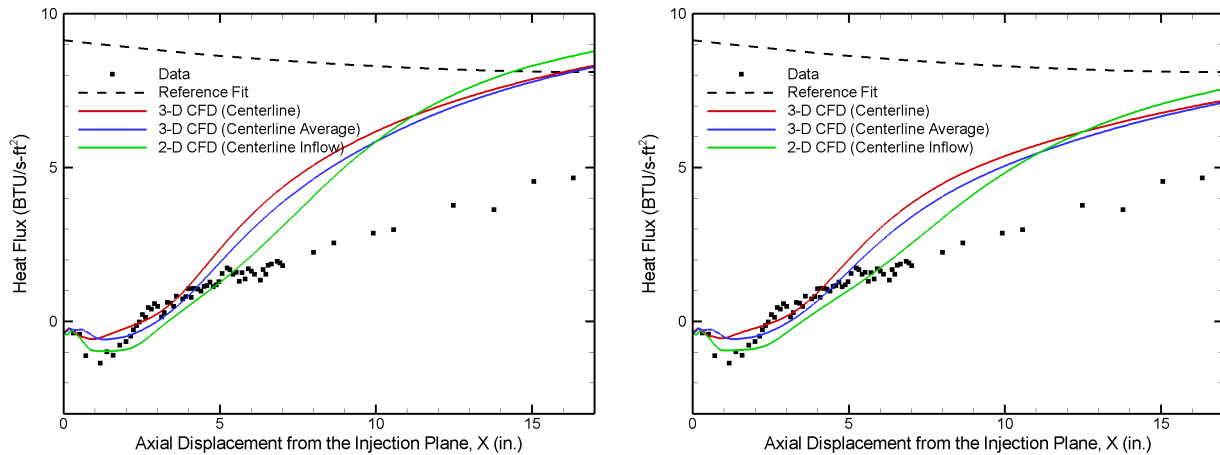 10
5
0
0
5
10
15
Heat Flux (BTU/s-ft²)
Axial Displacement from the Injection Plane, X (in.)
Data
Reference Fit
3-D CFD (Centerline)
3-D CFD (Centerline Average)
2-D CFD (Centerline Inflow)
10
5
0
0
5
10
15
Heat Flux (BTU/s-ft²)
Axial Displacement from the Injection Plane, X (in.)
Data
Reference Fit
3-D CFD (Centerline)
3-D CFD (Centerline Average)
2-D CFD (Centerline Inflow)